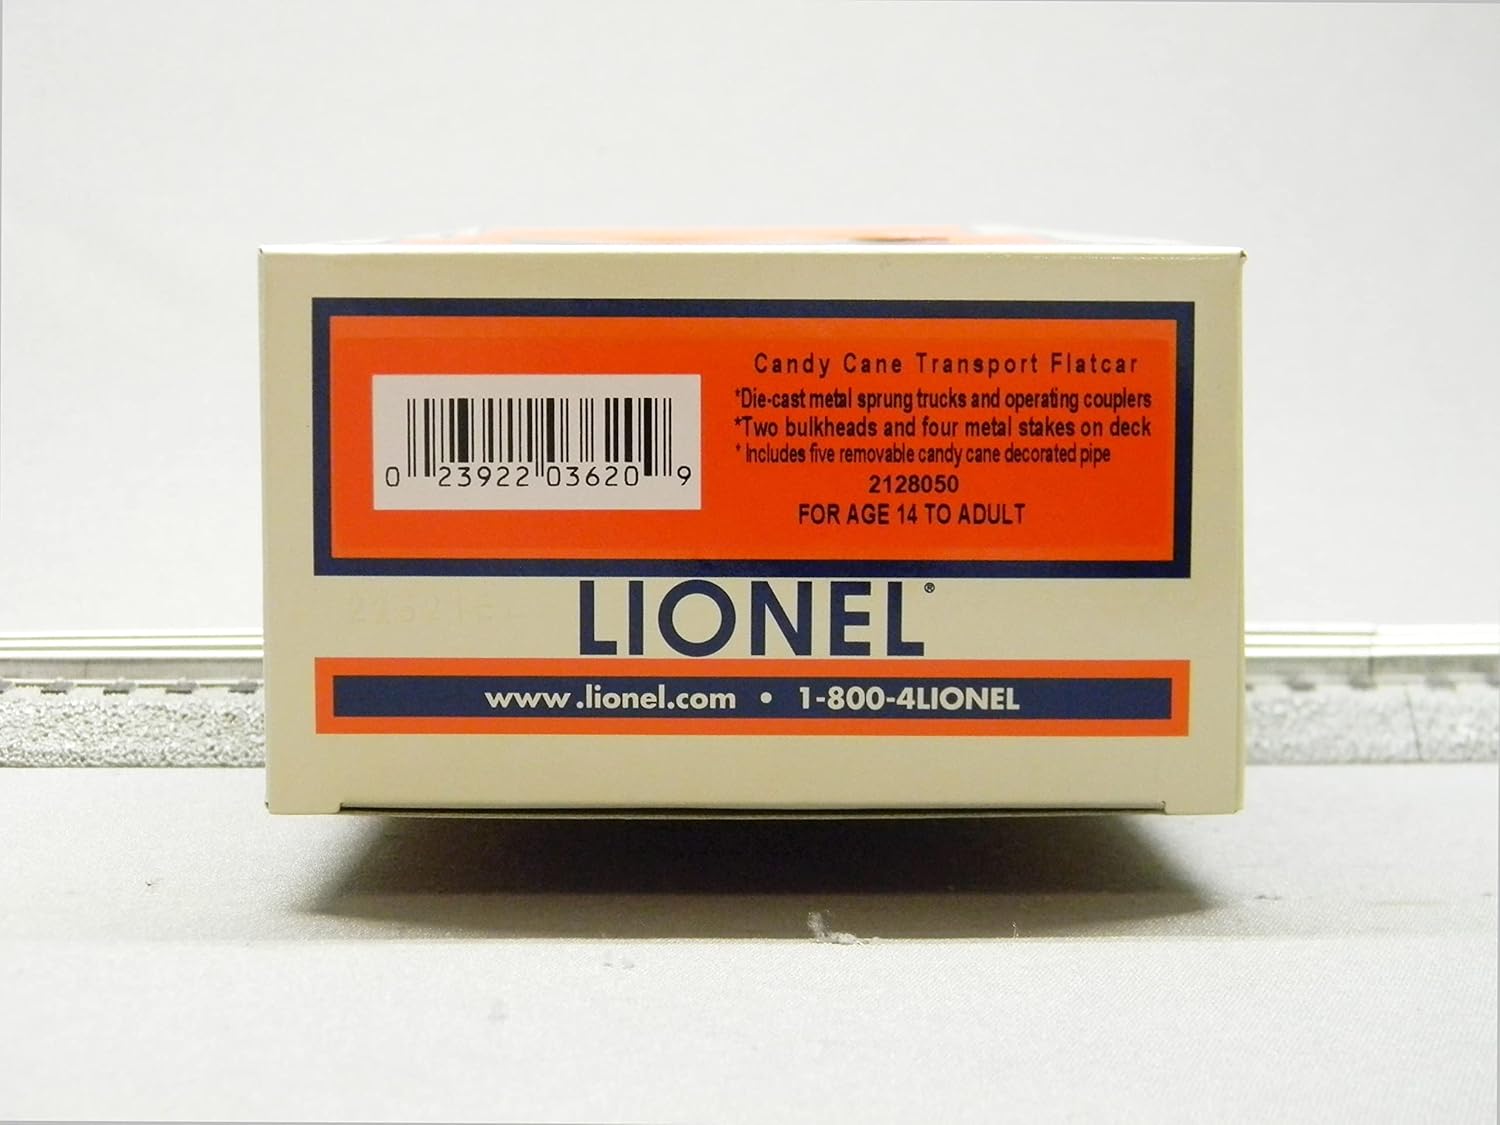 Candy Cane Transport Flatcar
*Die-cast metal sprung trucks and operating couplers
*Two bulkheads and four metal stakes on deck
* Includes five removable candy cane decorated pipe
2128050
FOR AGE 14 TO ADULT
0 23922 03620 9
LIONEL®
www.lionel.com • 1-800-4LIONEL